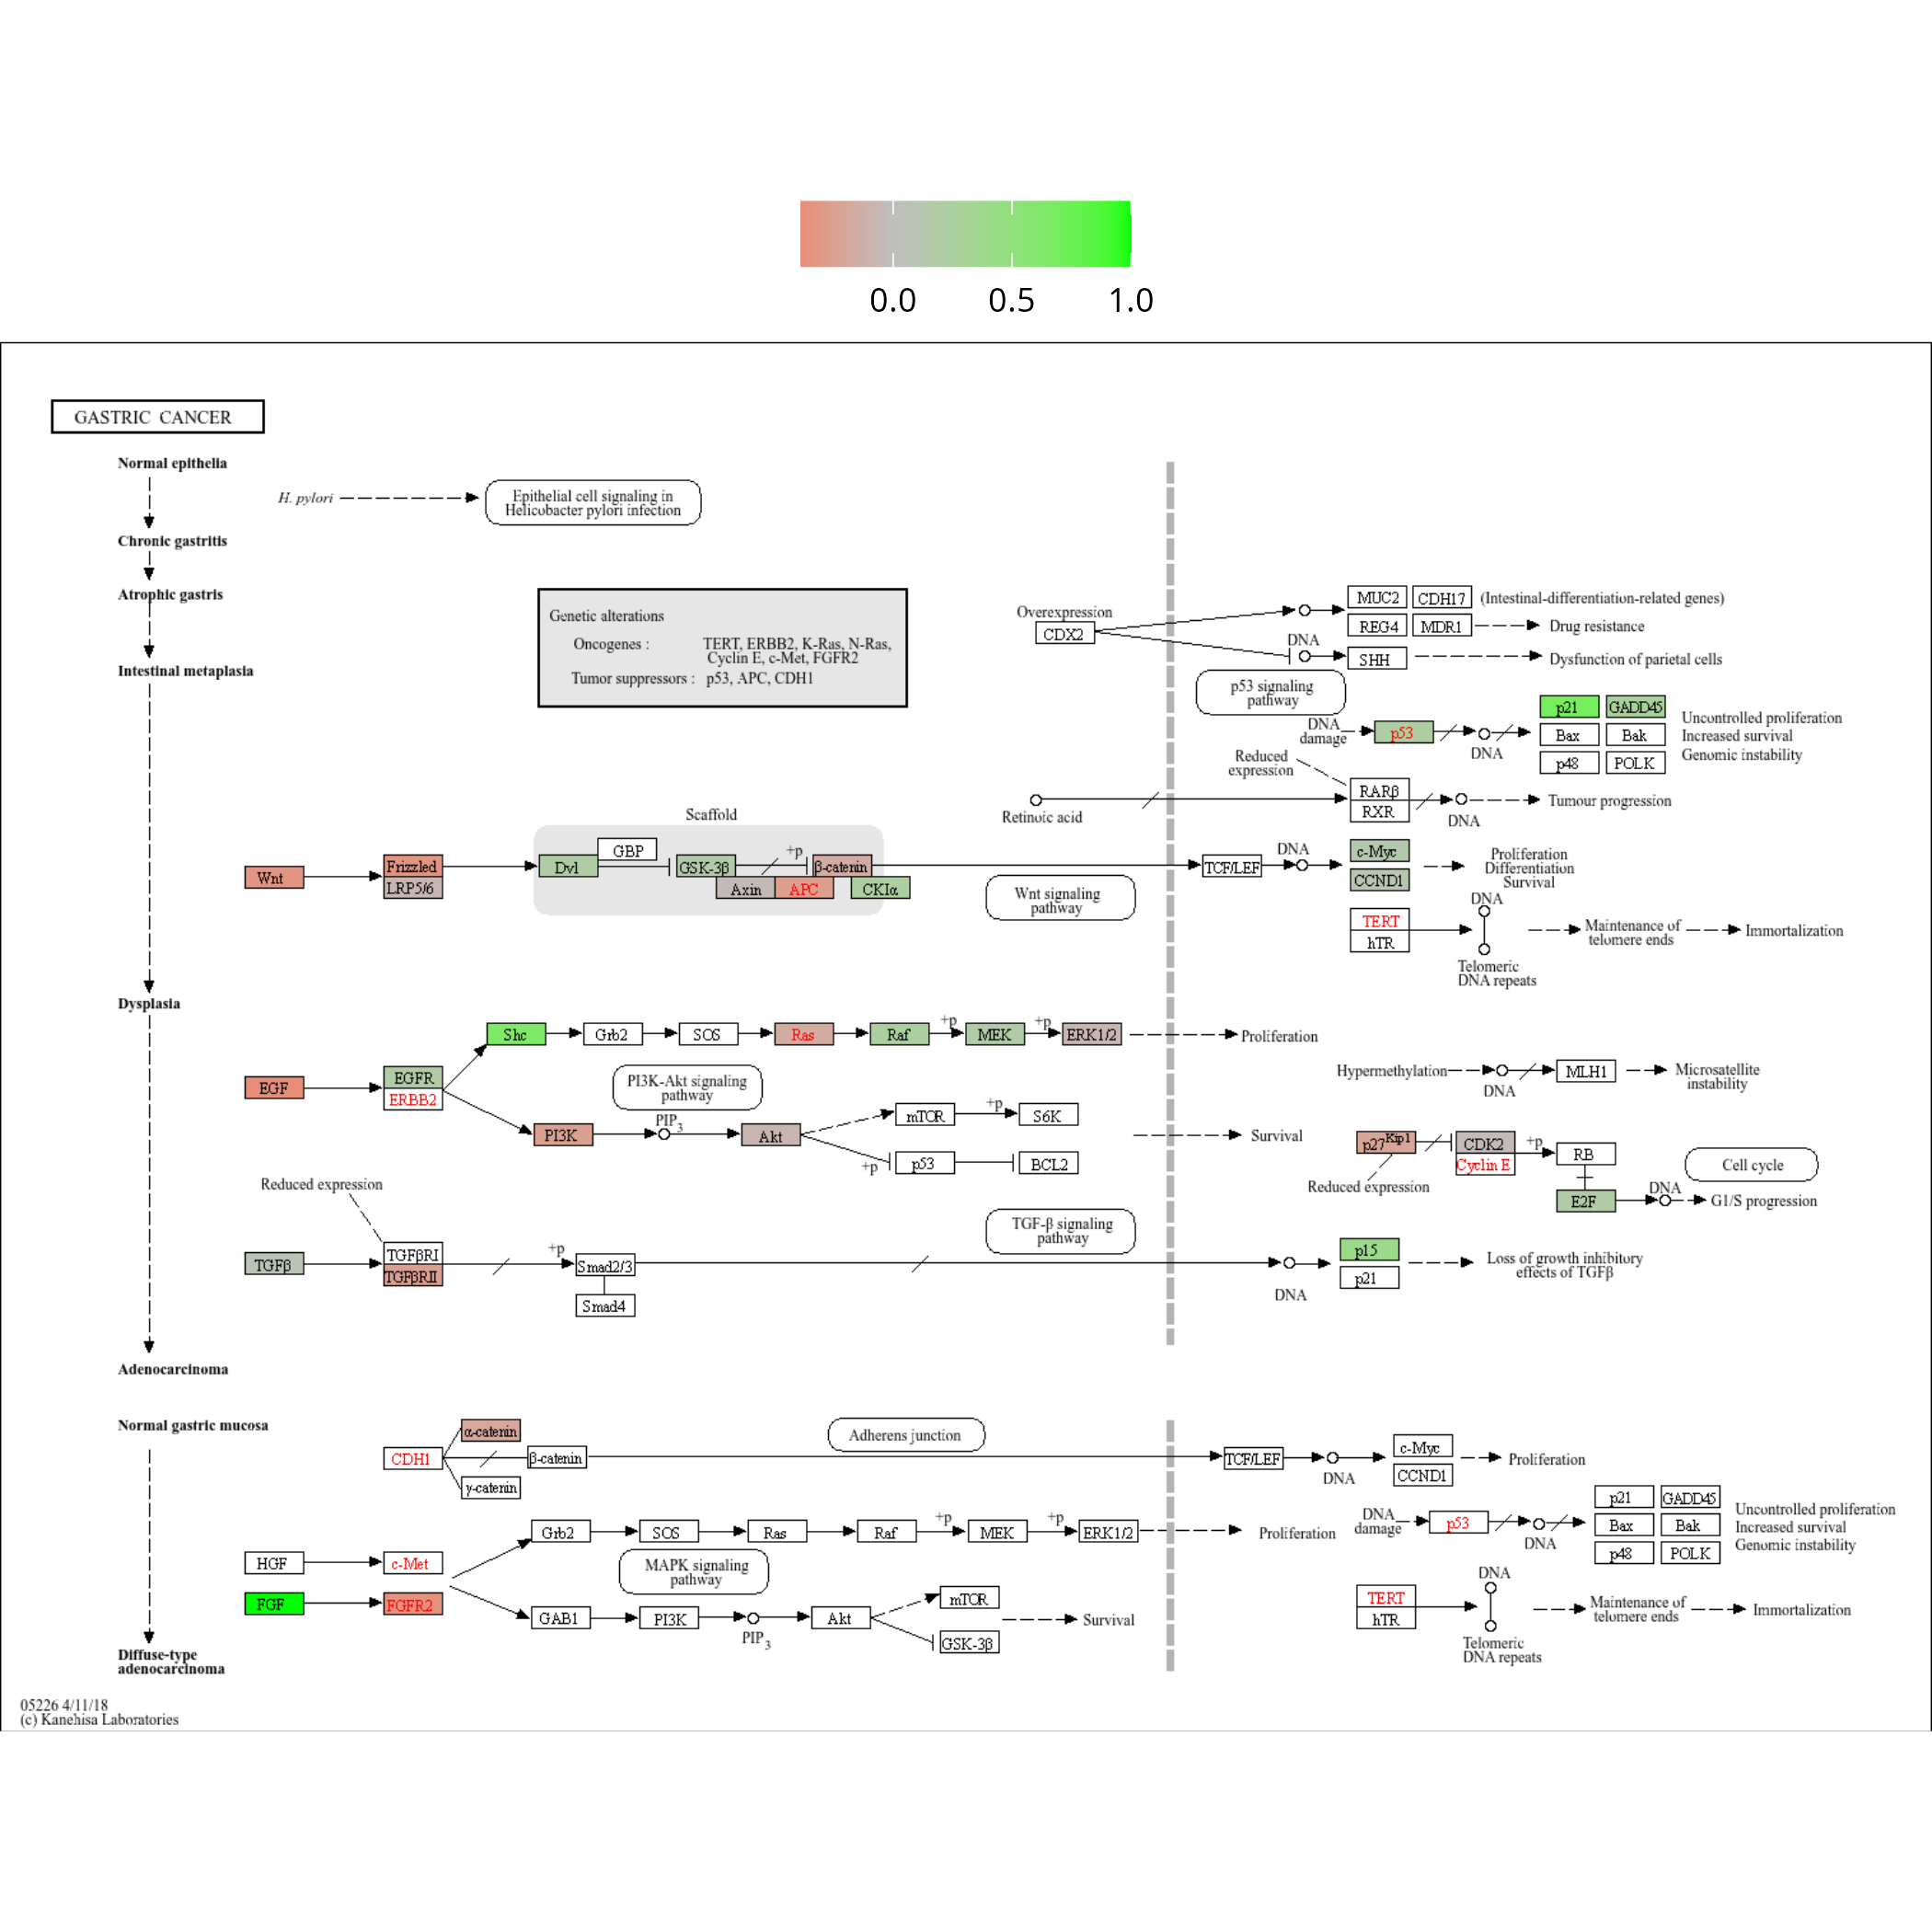 0.0 0.5 1.0
GASTRIC CANCER
Normal epithelia
H. pylori
Epithelial cell signaling in
Helicobacter pylori infection
Chronic gastritis
Atrophic gastris
Intestinal metaplasia
Genetic alterations
Oncogenes : TERT, ERBB2, K-Ras, N-Ras,
Cyclin E, c-Met, FGFR2
Tumor suppressors : p53, APC, CDH1
Overexpression
CDX2
MUC2 CDH17 (Intestinal-differentiation-related genes)
REG4 MDR1 Drug resistance
DNA
SHH Dysfunction of parietal cells
p53 signaling
pathway
DNA
damage
p53
DNA
p21 GADD45
Bax Bak
p48 POLK
Uncontrolled proliferation
Increased survival
Genomic instability
Reduced
expression
Retinoic acid
RARβ
RXR
DNA
Tumour progression
Scaffold
Wnt
Frizzled
LRP5/6
Dvl
GBP
GSK-3β
+p
β-catenin
Axin APC CKIα
Wnt signaling
pathway
TCF/LEF
DNA
c-Myc
CCND1
Proliferation
Differentiation
Survival
TERT
hTR
DNA
Telomeric
DNA repeats
Maintenance of
telomere ends
Immortalization
Dysplasia
EGF
EGFR
ERBB2
Shc Grb2 SOS Ras Raf +p MEK +p ERK1/2 Proliferation
PI3K-Akt signaling
pathway
PI3K
PIP3
Akt
mTOR +p S6K
+p p53 BCL2
Survival
Hypermethylation
DNA
MLH1
Microsatellite
instability
p27Kip1
Reduced expression
CDK2
Cyclin E
+p
RB
E2F
DNA
G1/S progression
Cell cycle
Reduced expression
TGFβ
TGFβRI
TGFβRII
+p
Smad2/3
Smad4
TGF-β signaling
pathway
DNA
p15
p21
Loss of growth inhibitory
effects of TGFβ
Adenocarcinoma
Normal gastric mucosa
CDH1
α-catenin
β-catenin
γ-catenin
Adherens junction
TCF/LEF
DNA
c-Myc
CCND1
Proliferation
HGF c-Met
FGF FGFR2
Grb2 SOS Ras Raf +p MEK +p ERK1/2 Proliferation
MAPK signaling
pathway
GAB1 PI3K
PIP3
Akt
mTOR
GSK-3β
Survival
DNA
damage
p53
DNA
p21 GADD45
Bax Bak
p48 POLK
Uncontrolled proliferation
Increased survival
Genomic instability
TERT
hTR
DNA
Telomeric
DNA repeats
Maintenance of
telomere ends
Immortalization
Diffuse-type
adenocarcinoma
05226 4/11/18
(c) Kanehisa Laboratories